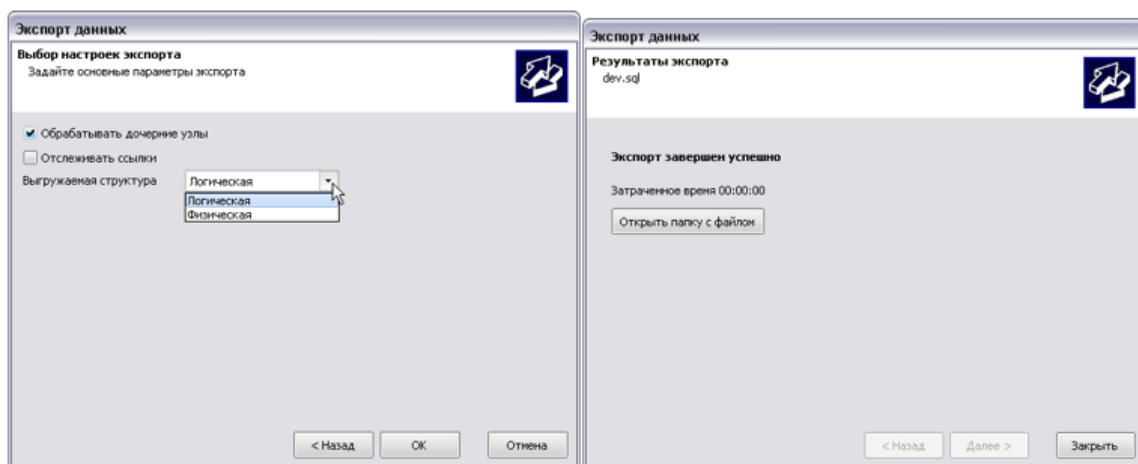 Экспорт данных
Выбор настроек экспорта
Задайте основные параметры экспорта
Обрабатывать дочерние узлы
Отслеживать ссылки
Выгружаемая структура
Логическая
Логическая
Физическая
< Назад
ОК
Отмена
Экспорт данных
Результаты экспорта
dev.sql
Экспорт завершен успешно
Затраченное время 00:00:00
Открыть папку с файлом
< Назад
Далее >
Закрыть